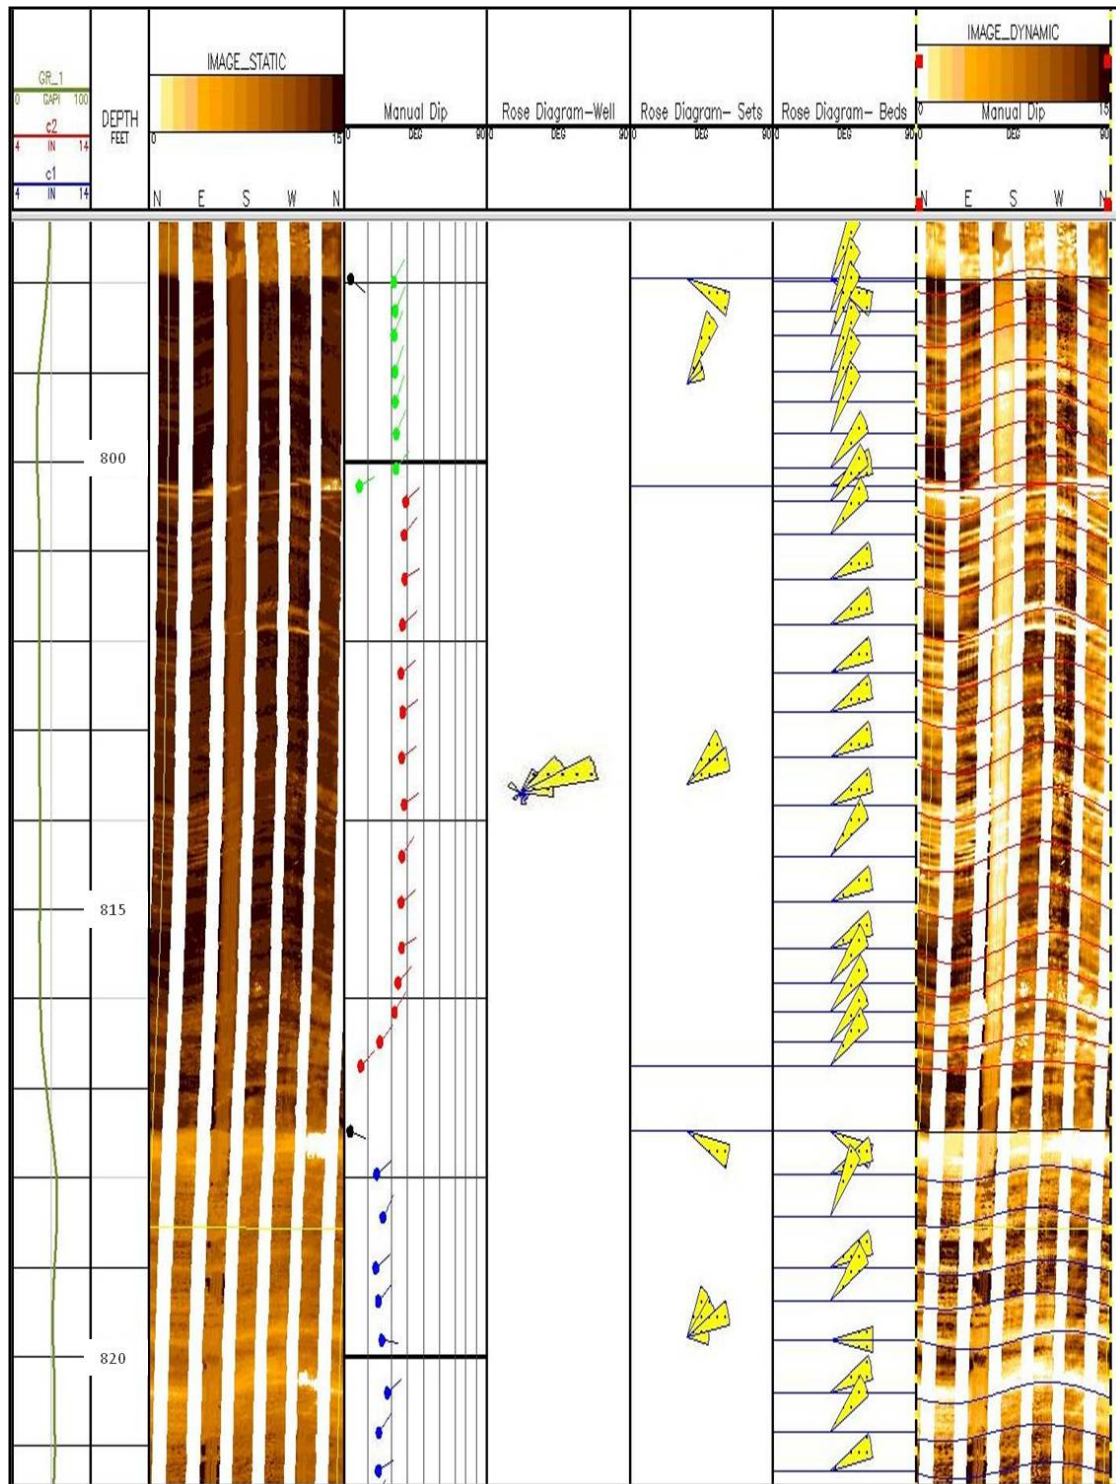 GR_1
0 GAPI 100
c2
4 IN 14
c1
4 IN 14
DEPTH
FEET
IMAGE_STATIC
0 15
N E S W N
Manual Dip
0 DEG 90
Rose Diagram-Well
0 DEG 90
Rose Diagram- Sets
0 DEG 90
Rose Diagram- Beds
0 DEG 90
IMAGE_DYNAMIC
0 15
Manual Dip
0 DEG 90
N E S W N
800
815
820